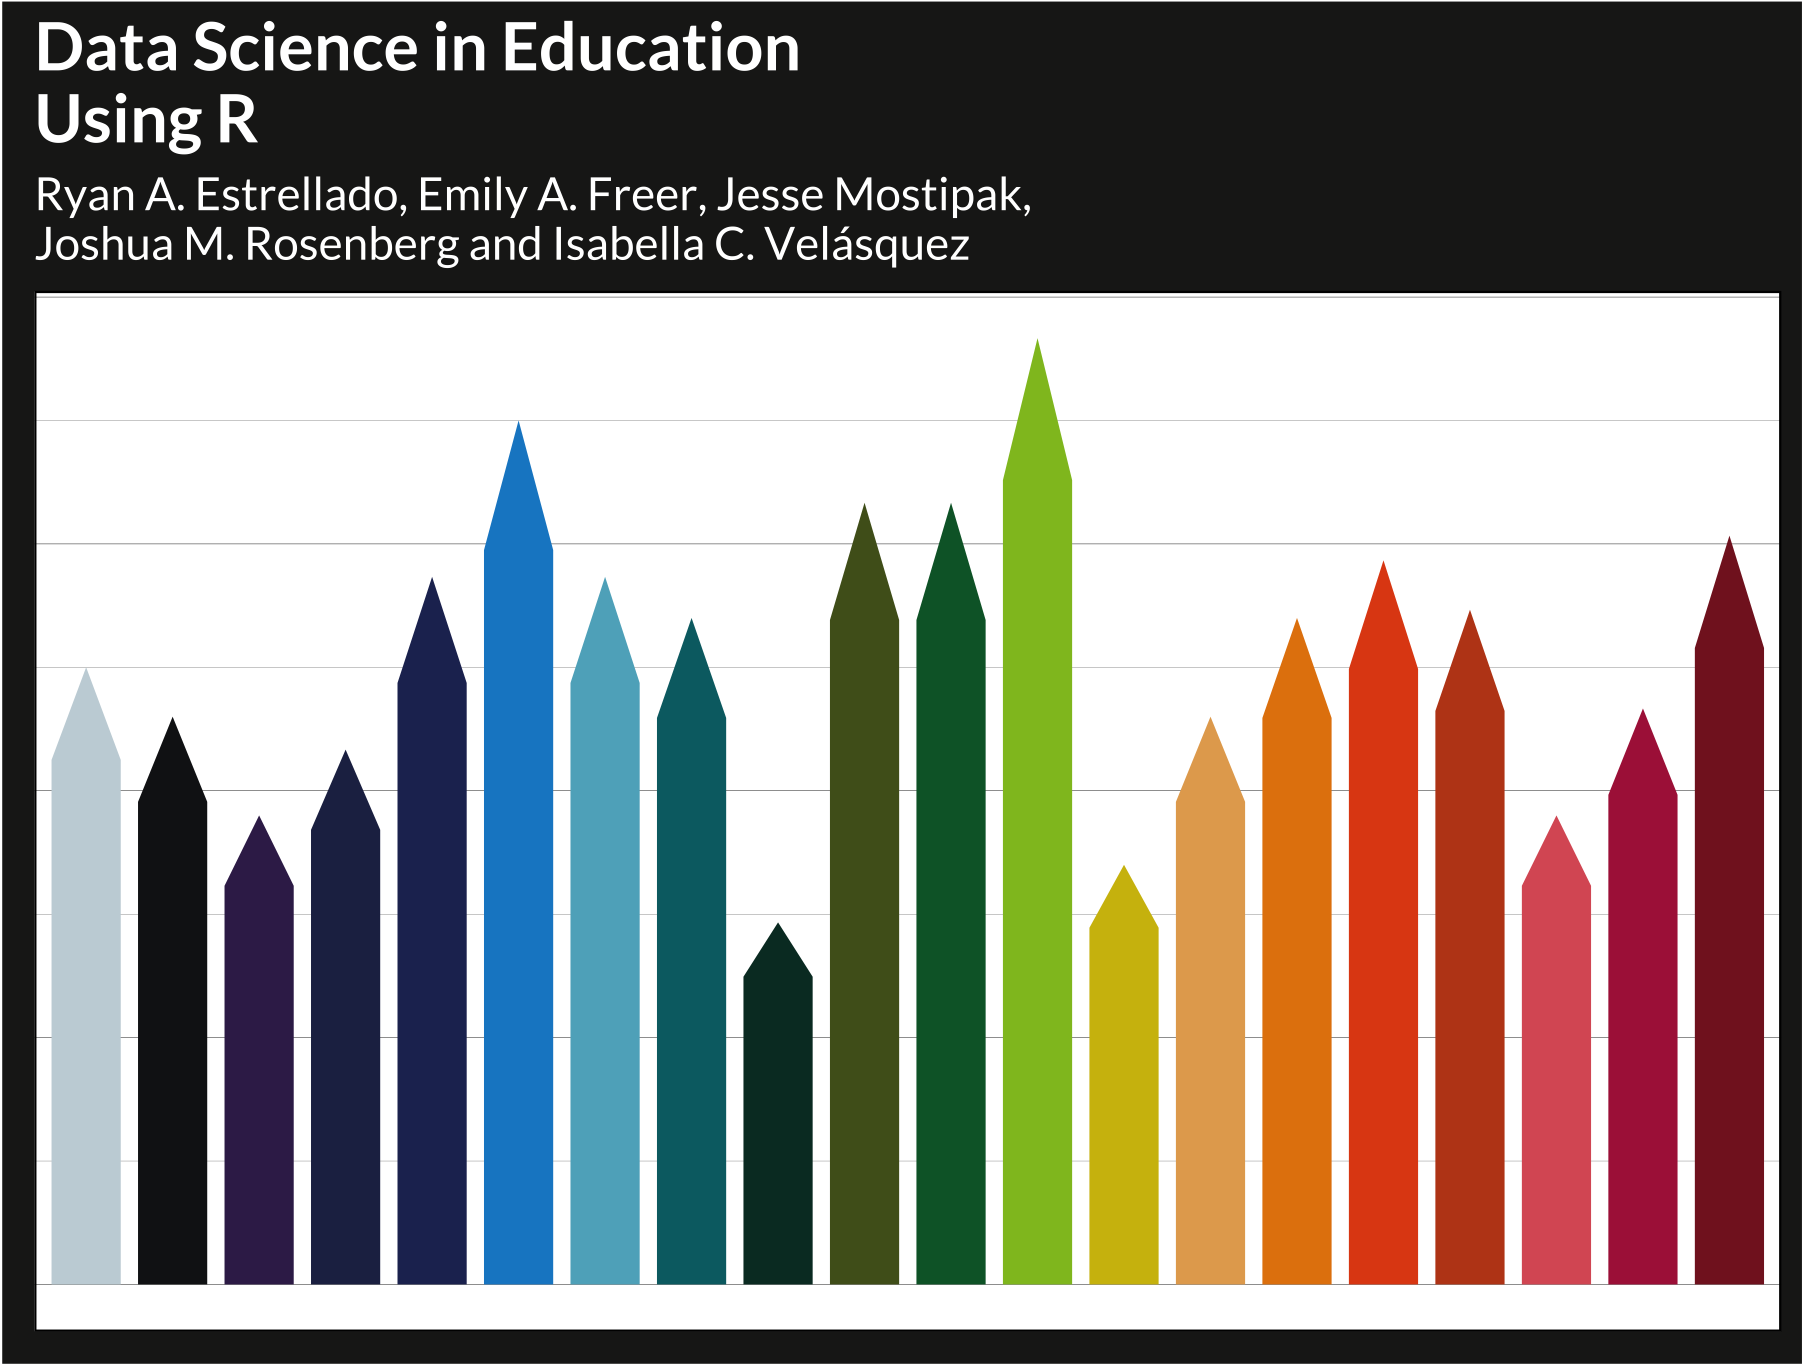 Data Science in Education
Using R
Ryan A. Estrellado, Emily A. Freer, Jesse Mostipak,
Joshua M. Rosenberg and Isabella C. Velásquez